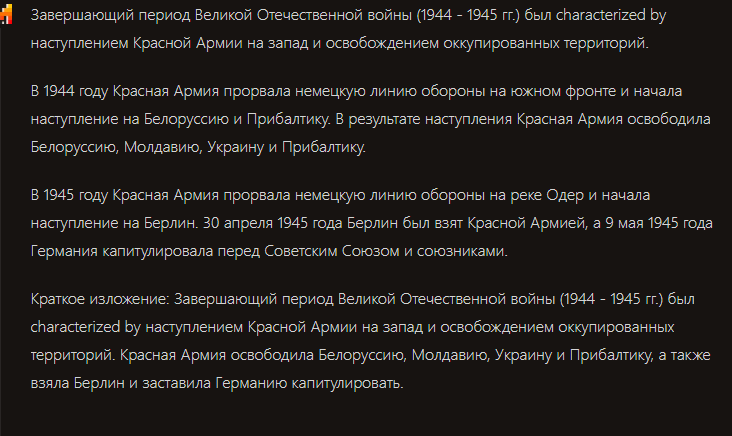 Завершающий период Великой Отечественной войны (1944 - 1945 гг.) был characterized by
наступлением Красной Армии на запад и освобождением оккупированных территорий.
В 1944 году Красная Армия прорвала немецкую линию обороны на южном фронте и начала
наступление на Белоруссию и Прибалтику. В результате наступления Красная Армия освободила
Белоруссию, Молдавию, Украину и Прибалтику.
В 1945 году Красная Армия прорвала немецкую линию обороны на реке Одер и начала
наступление на Берлин. 30 апреля 1945 года Берлин был взят Красной Армией, а 9 мая 1945 года
Германия капитулировала перед Советским Союзом и союзниками.
Краткое изложение: Завершающий период Великой Отечественной войны (1944 - 1945 гг.) был
characterized by наступлением Красной Армии на запад и освобождением оккупированных
территорий. Красная Армия освободила Белоруссию, Молдавию, Украину и Прибалтику, а также
взяла Берлин и заставила Германию капитулировать.